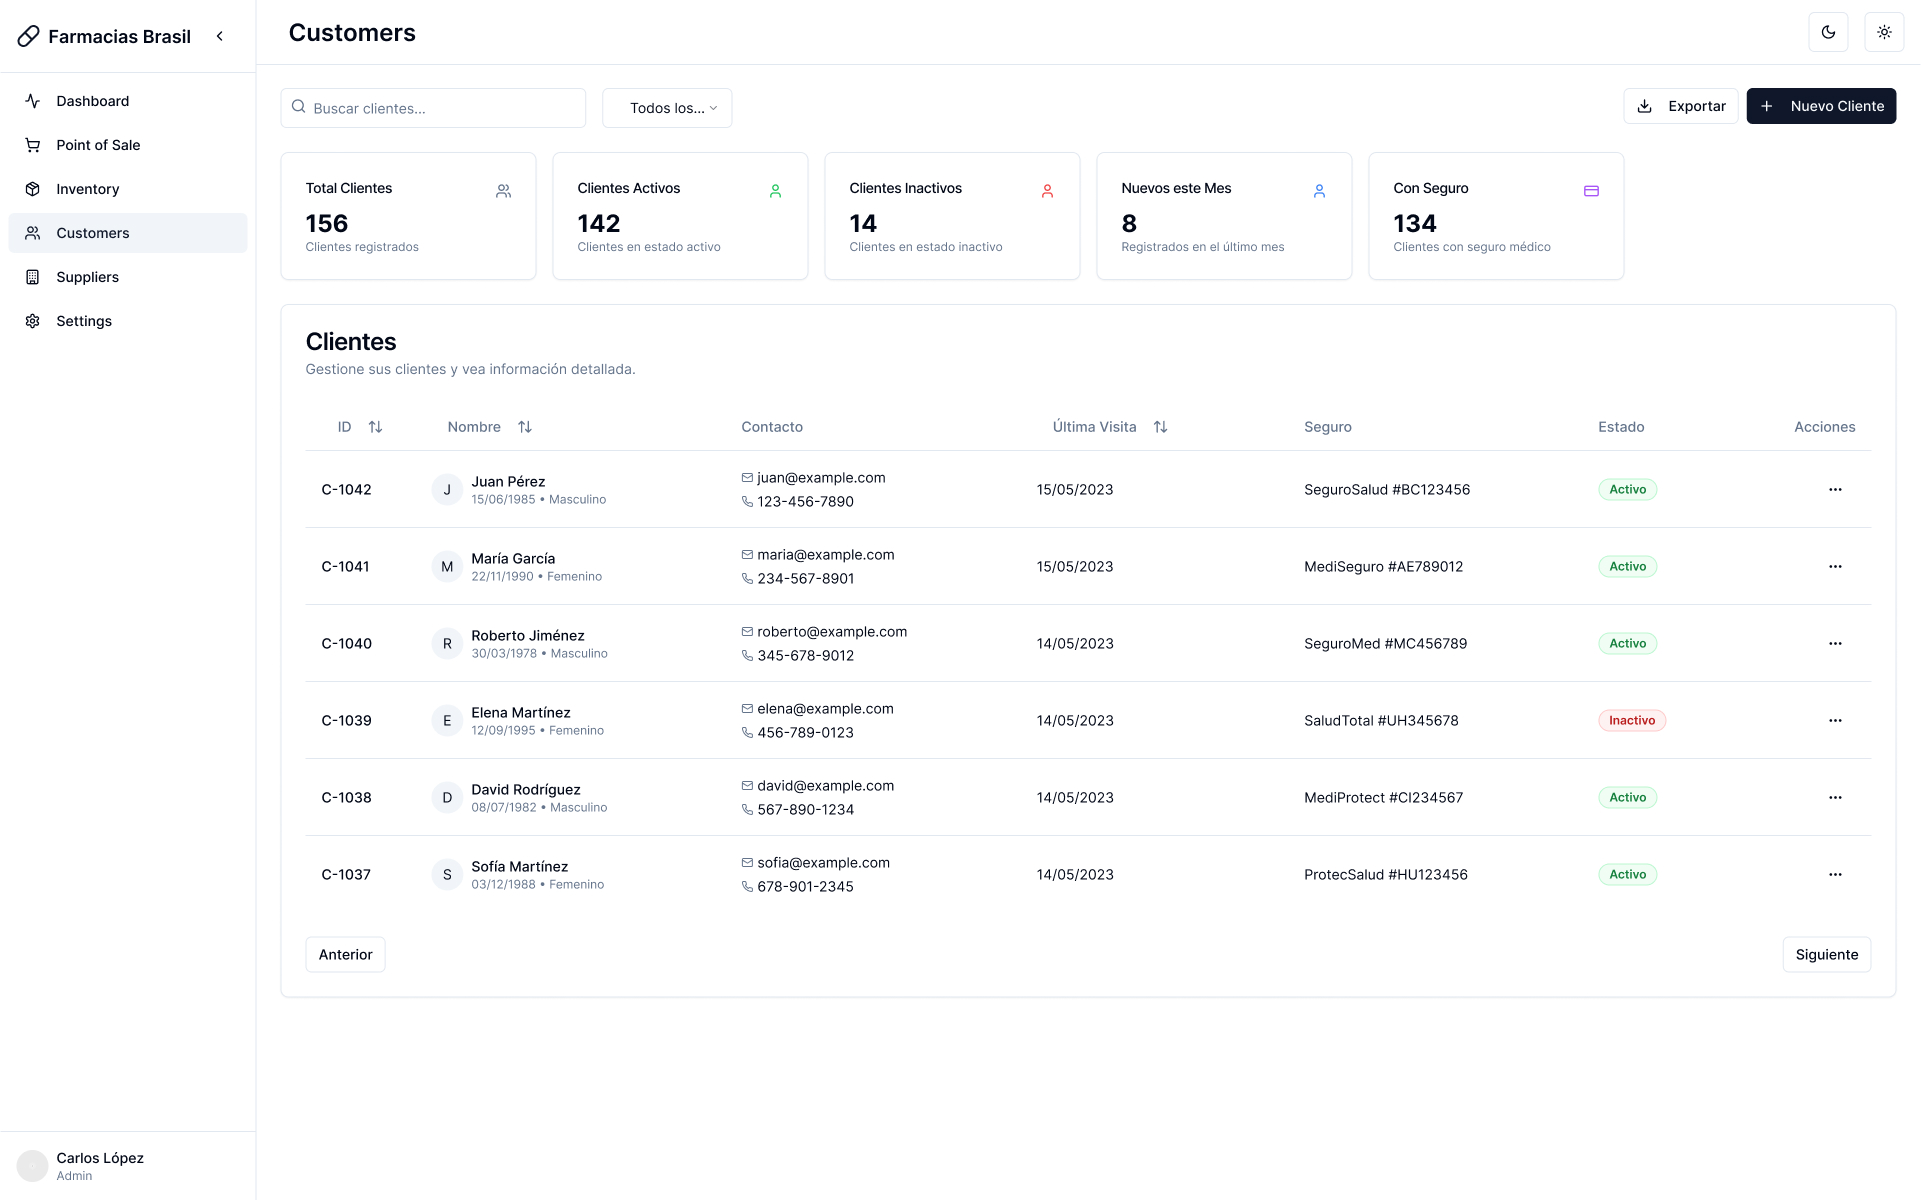 Farmacias Brasil
Dashboard
Point of Sale
Inventory
Customers
Suppliers
Settings
Carlos López
Admin
Customers
Buscar clientes...
Todos los...
Exportar
Nuevo Cliente
Total Clientes
156
Clientes registrados
Clientes Activos
142
Clientes en estado activo
Clientes Inactivos
14
Clientes en estado inactivo
Nuevos este Mes
8
Registrados en el último mes
Con Seguro
134
Clientes con seguro médico
Clientes
Gestione sus clientes y vea información detallada.
ID Nombre Contacto Última Visita Seguro Estado Acciones
C-1042
J
Juan Pérez
15/06/1985 • Masculino
juan@example.com
123-456-7890
15/05/2023
SeguroSalud #BC123456
Activo
C-1041
M
María García
22/11/1990 • Femenino
maria@example.com
234-567-8901
15/05/2023
MediSeguro #AE789012
Activo
C-1040
R
Roberto Jiménez
30/03/1978 • Masculino
roberto@example.com
345-678-9012
14/05/2023
SeguroMed #MC456789
Activo
C-1039
E
Elena Martínez
12/09/1995 • Femenino
elena@example.com
456-789-0123
14/05/2023
SaludTotal #UH345678
Inactivo
C-1038
D
David Rodríguez
08/07/1982 • Masculino
david@example.com
567-890-1234
14/05/2023
MediProtect #CI234567
Activo
C-1037
S
Sofía Martínez
03/12/1988 • Femenino
sofia@example.com
678-901-2345
14/05/2023
ProtecSalud #HU123456
Activo
Anterior
Siguiente